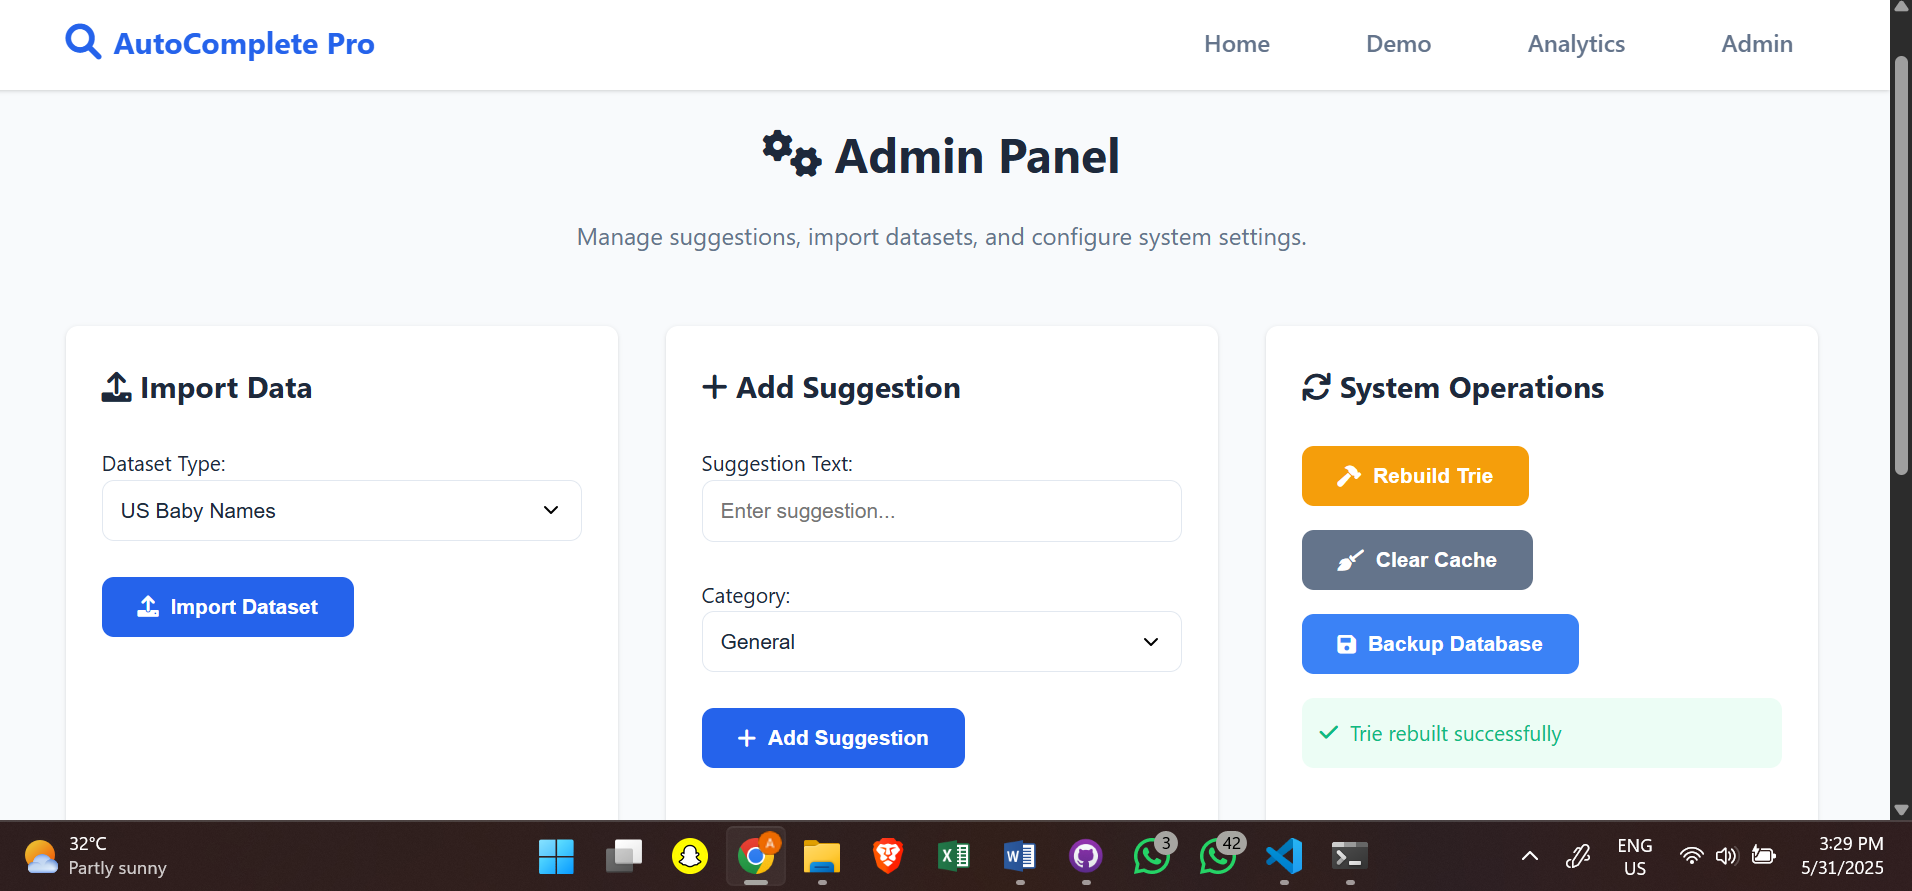 AutoComplete Pro
Home
Demo
Analytics
Admin
Admin Panel
Manage suggestions, import datasets, and configure system settings.
Import Data
Dataset Type:
US Baby Names
Import Dataset
Add Suggestion
Suggestion Text:
Enter suggestion...
Category:
General
Add Suggestion
System Operations
Rebuild Trie
Clear Cache
Backup Database
Trie rebuilt successfully
32°C
Partly sunny
A
3
42
ENG
US
3:29 PM
5/31/2025